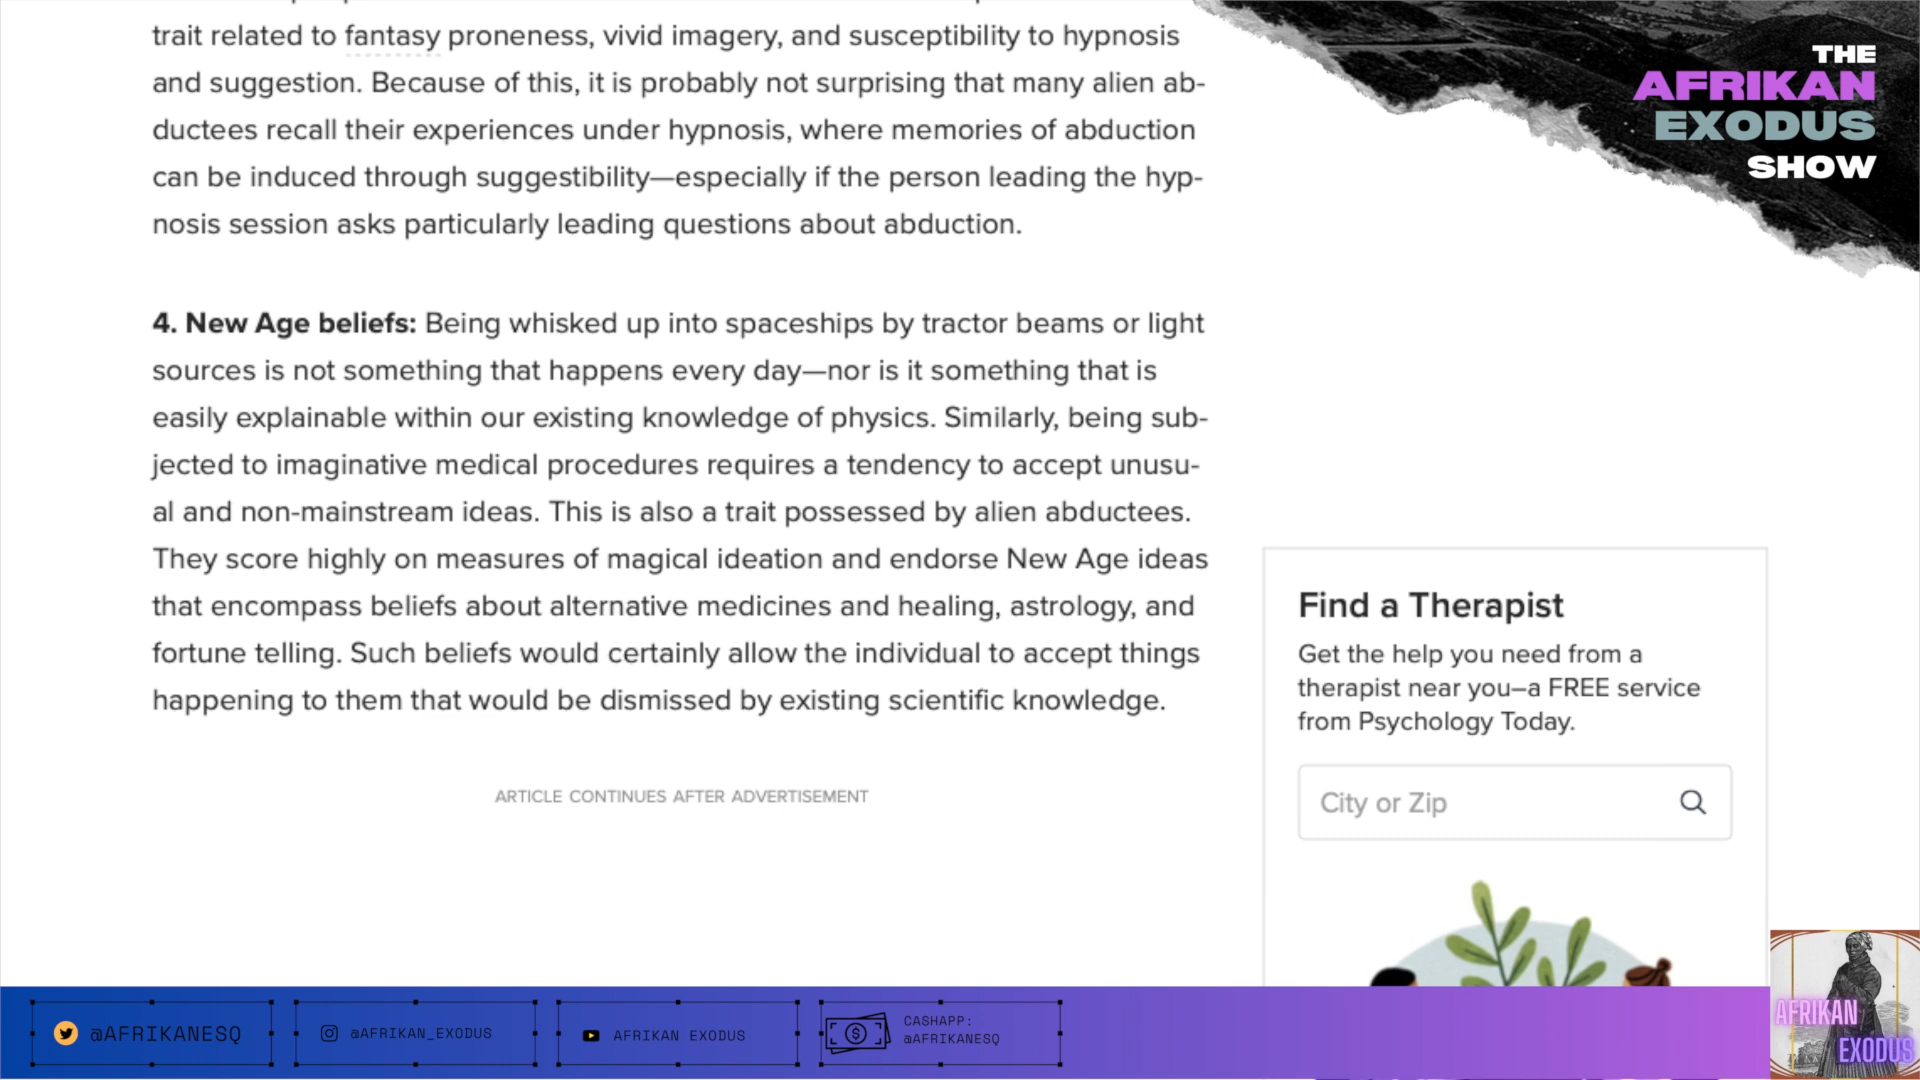 trait related to fantasy proneness, vivid imagery, and susceptibility to hypnosis
and suggestion. Because of this, it is probably not surprising that many alien ab-
ductees recall their experiences under hypnosis, where memories of abduction
can be induced through suggestibility—especially if the person leading the hyp-
nosis session asks particularly leading questions about abduction.
4. New Age beliefs: Being whisked up into spaceships by tractor beams or light
sources is not something that happens every day—nor is it something that is
easily explainable within our existing knowledge of physics. Similarly, being sub-
jected to imaginative medical procedures requires a tendency to accept unusu-
al and non-mainstream ideas. This is also a trait possessed by alien abductees.
They score highly on measures of magical ideation and endorse New Age ideas
that encompass beliefs about alternative medicines and healing, astrology, and
fortune telling. Such beliefs would certainly allow the individual to accept things
happening to them that would be dismissed by existing scientific knowledge.
ARTICLE CONTINUES AFTER ADVERTISEMENT
THE
AFRIKAN
EXODUS
SHOW
Find a Therapist
Get the help you need from a
therapist near you–a FREE service
from Psychology Today.
City or Zip
@AFRIKANESQ
@AFRIKAN_EXODUS
AFRIKAN EXODUS
CASHAPP:
@AFRIKANESQ
AFRIKAN
EXODUS